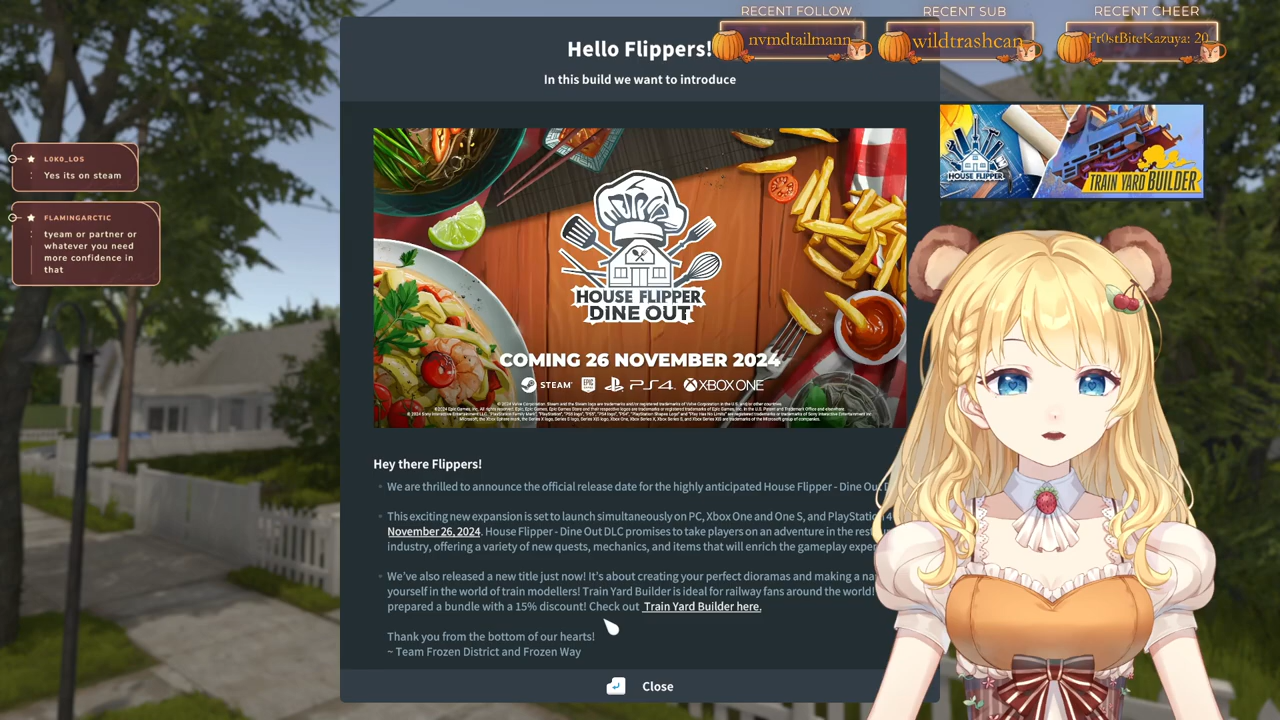 RECENT FOLLOW
RECENT SUB
RECENT CHEER
nvmdtailmann
wildtrashcan
Fr0stBiteKazuya: 20
Hello Flippers!
In this build we want to introduce
HOUSE FLIPPER
TRAIN YARD BUILDER
L0K0_L0S
Yes its on steam
FLAMINGARCTIC
tyeam or partner or
whatever you need
more confidence in
that
HOUSE FLIPPER
DINE OUT
COMING 26 NOVEMBER 2024
STEAM EPIC GAMES PS4 XBOX ONE
Hey there Flippers!
We are thrilled to announce the official release date for the highly anticipated House Flipper - Dine Out
This exciting new expansion is set to launch simultaneously on PC, Xbox One and One S, and PlayStation 4
November 26, 2024. House Flipper - Dine Out DLC promises to take players on an adventure in the
industry, offering a variety of new quests, mechanics, and items that will enrich the gameplay
We've also released a new title just now! It's about creating your perfect dioramas and making a
yourself in the world of train modellers! Train Yard Builder is ideal for railway fans around the world!
prepared a bundle with a 15% discount! Check out Train Yard Builder here.
Thank you from the bottom of our hearts!
~ Team Frozen District and Frozen Way
Close